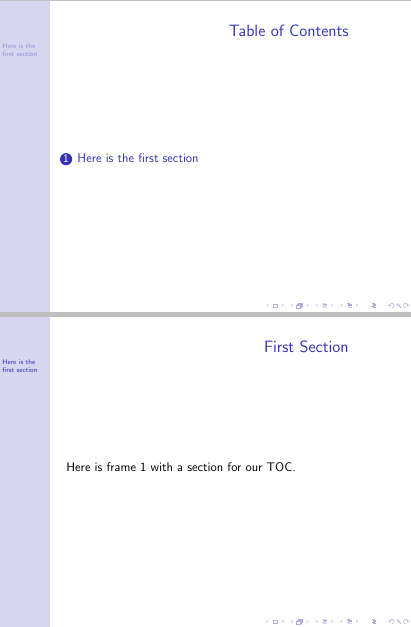 Table of Contents
Here is the
first section
1 Here is the first section
First Section
Here is the
first section
Here is frame 1 with a section for our TOC.